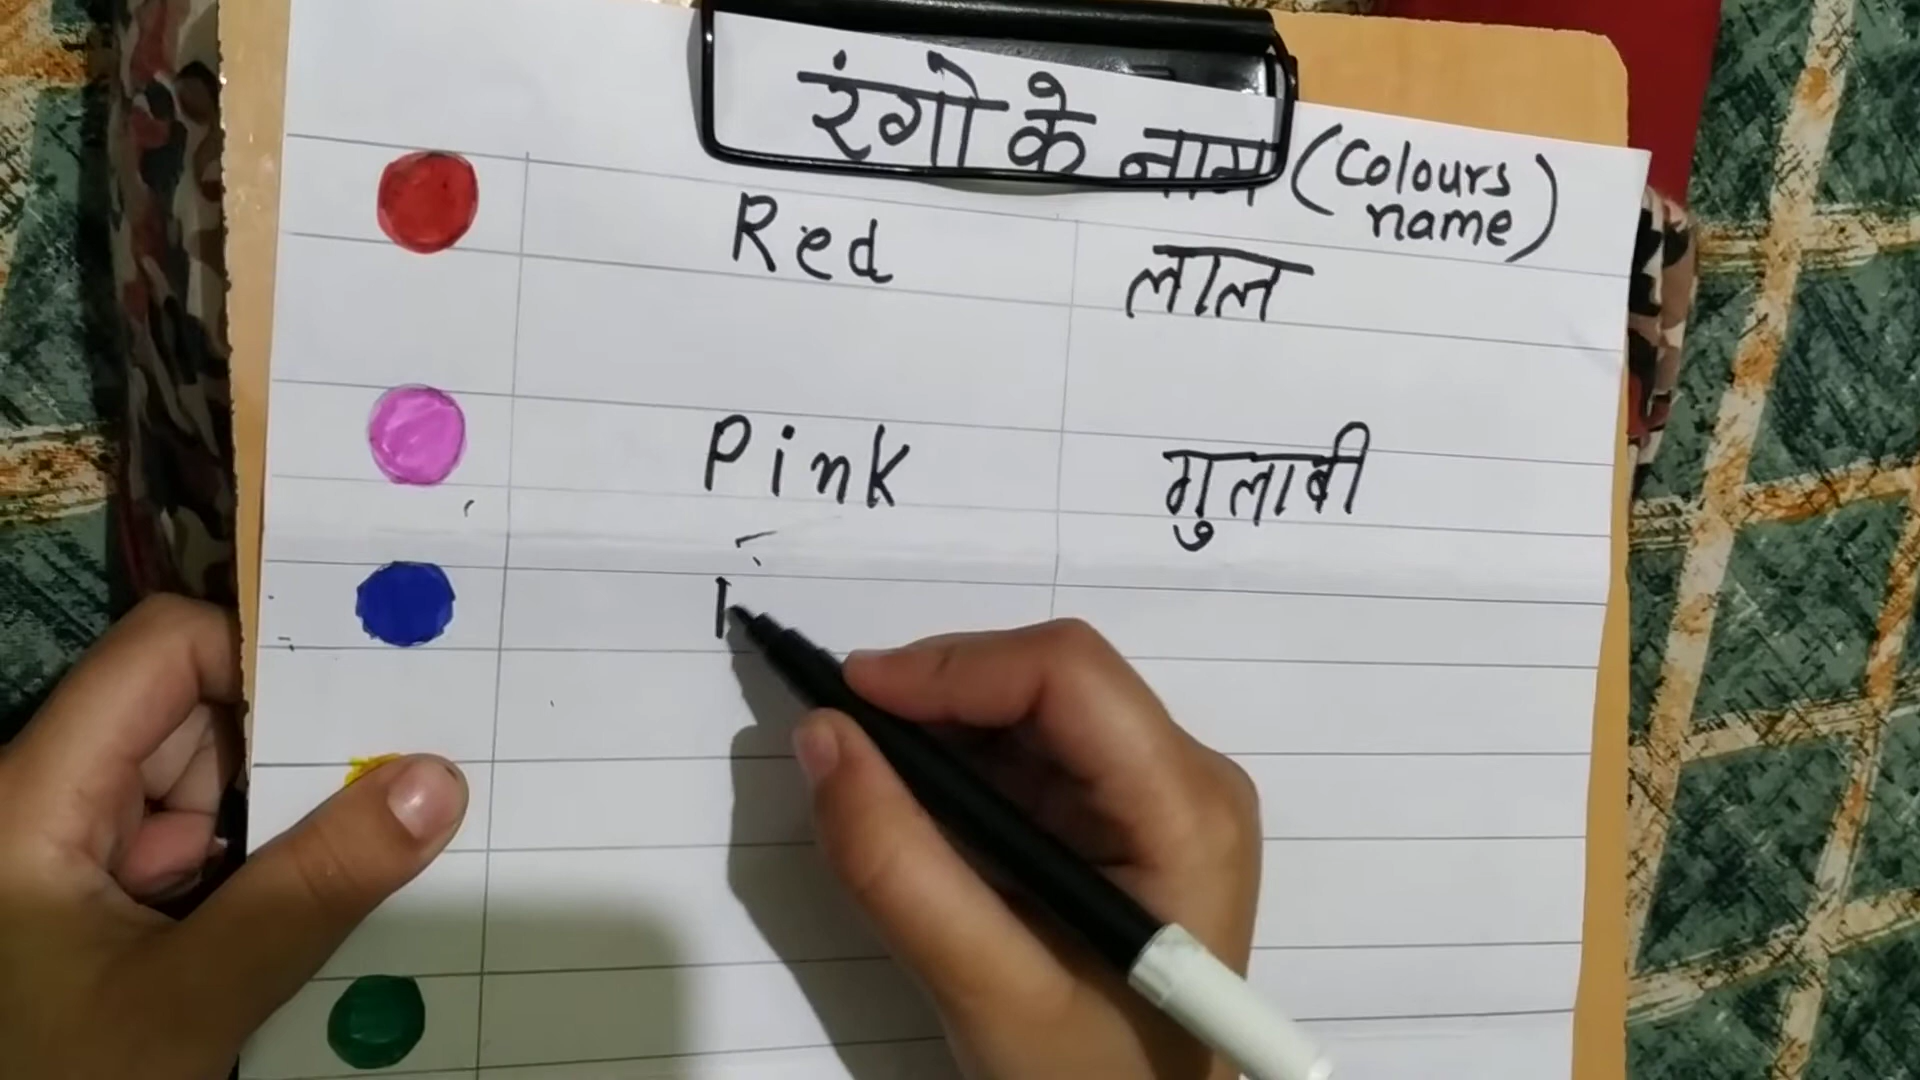 रंगो के नाम (Colours
name)
Red लाल
Pink गुलाबी